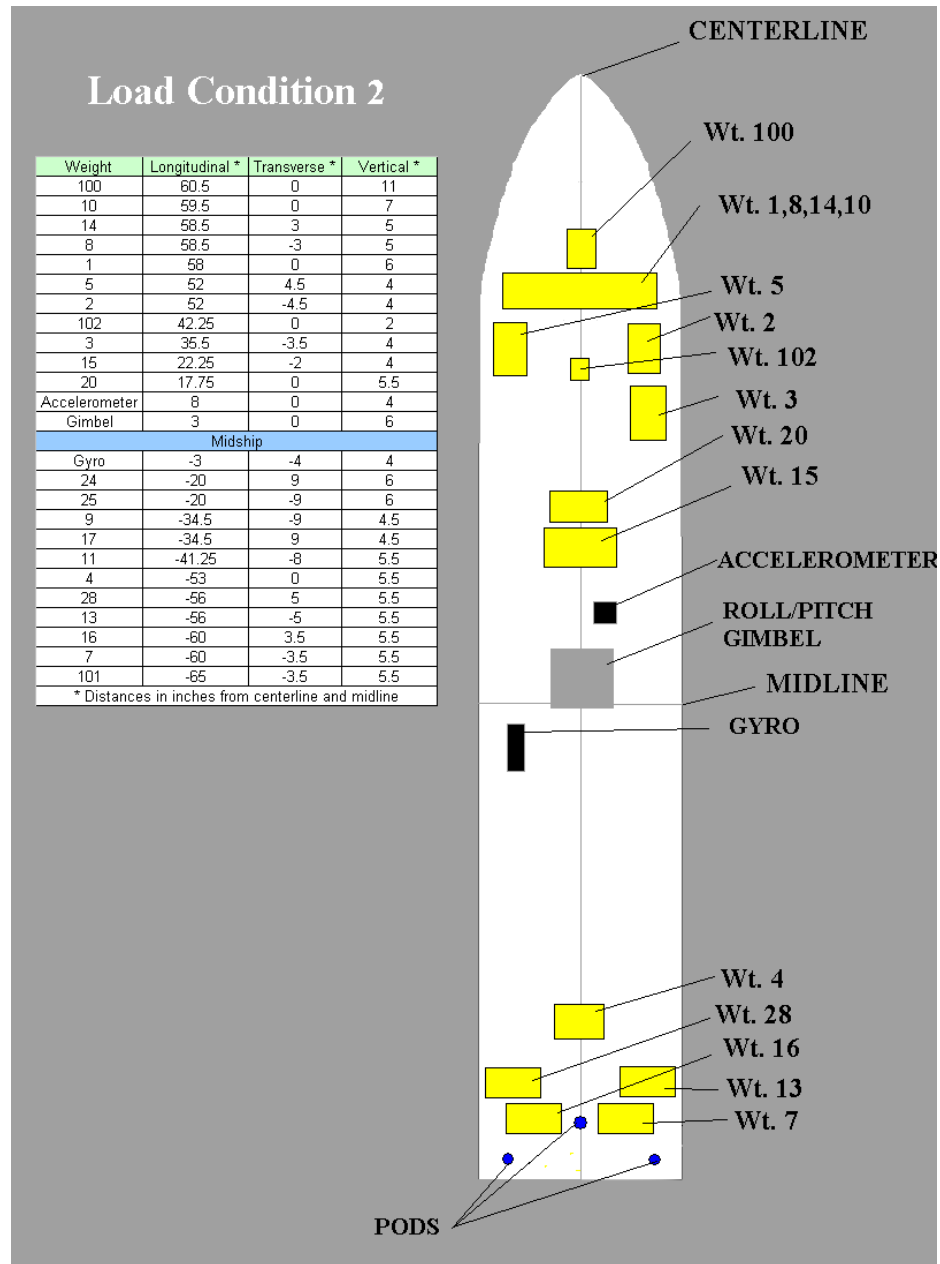 CENTERLINE
Load Condition 2
Wt. 100
Weight Longitudinal * Transverse * Vertical *
100 60.5 0 11
10 59.5 0 7
14 58.5 3 5
8 58.5 -3 5
1 58 0 6
5 52 4.5 4
2 52 -4.5 4
102 42.25 0 2
3 35.5 -3.5 4
15 22.25 -2 4
20 17.75 0 5.5
Accelerometer 8 0 4
Gimbel 3 0 6
Midship
Gyro -3 -4 4
24 -20 9 6
25 -20 -9 6
9 -34.5 -9 4.5
17 -34.5 9 4.5
11 -41.25 -8 5.5
4 -53 0 5.5
28 -56 5 5.5
13 -56 -5 5.5
16 -60 3.5 5.5
7 -60 -3.5 5.5
101 -65 -3.5 5.5
* Distances in inches from centerline and midline
Wt. 1,8,14,10
Wt. 5
Wt. 2
Wt. 102
Wt. 3
Wt. 20
Wt. 15
ACCELEROMETER
ROLL/PITCH
GIMBEL
MIDLINE
GYRO
Wt. 4
Wt. 28
Wt. 16
Wt. 13
Wt. 7
PODS